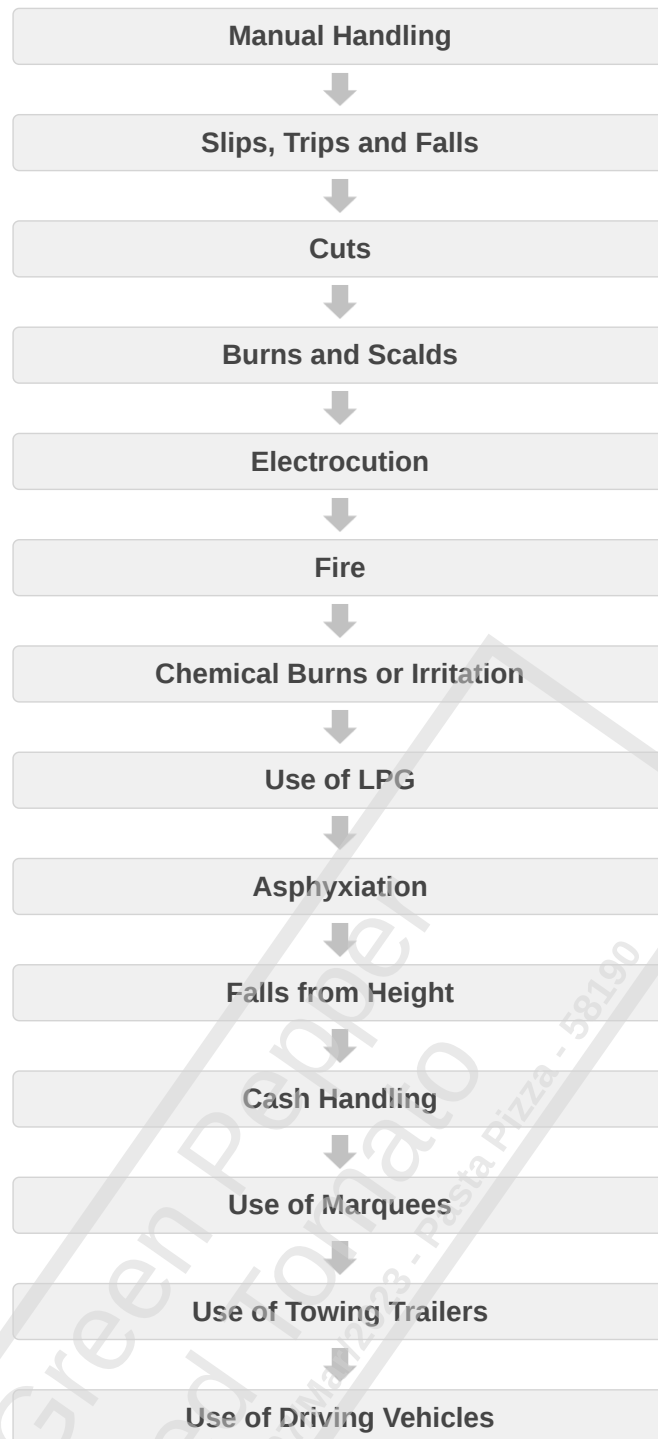 Manual Handling
Slips, Trips and Falls
Cuts
Burns and Scalds
Electrocution
Fire
Chemical Burns or Irritation
Use of LPG
Asphyxiation
Falls from Height
Cash Handling
Use of Marquees
Use of Towing Trailers
Use of Driving Vehicles
Green Pepper
Tomato
- Pasta Pizza - 58190